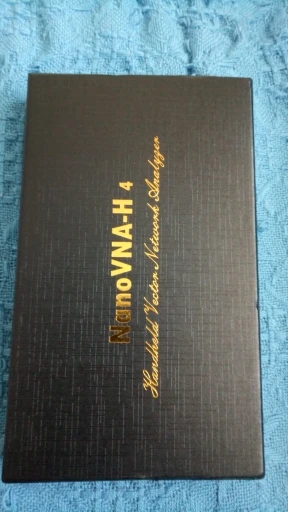 NanoVNA-H 4
Handheld Vector Network Analyzer